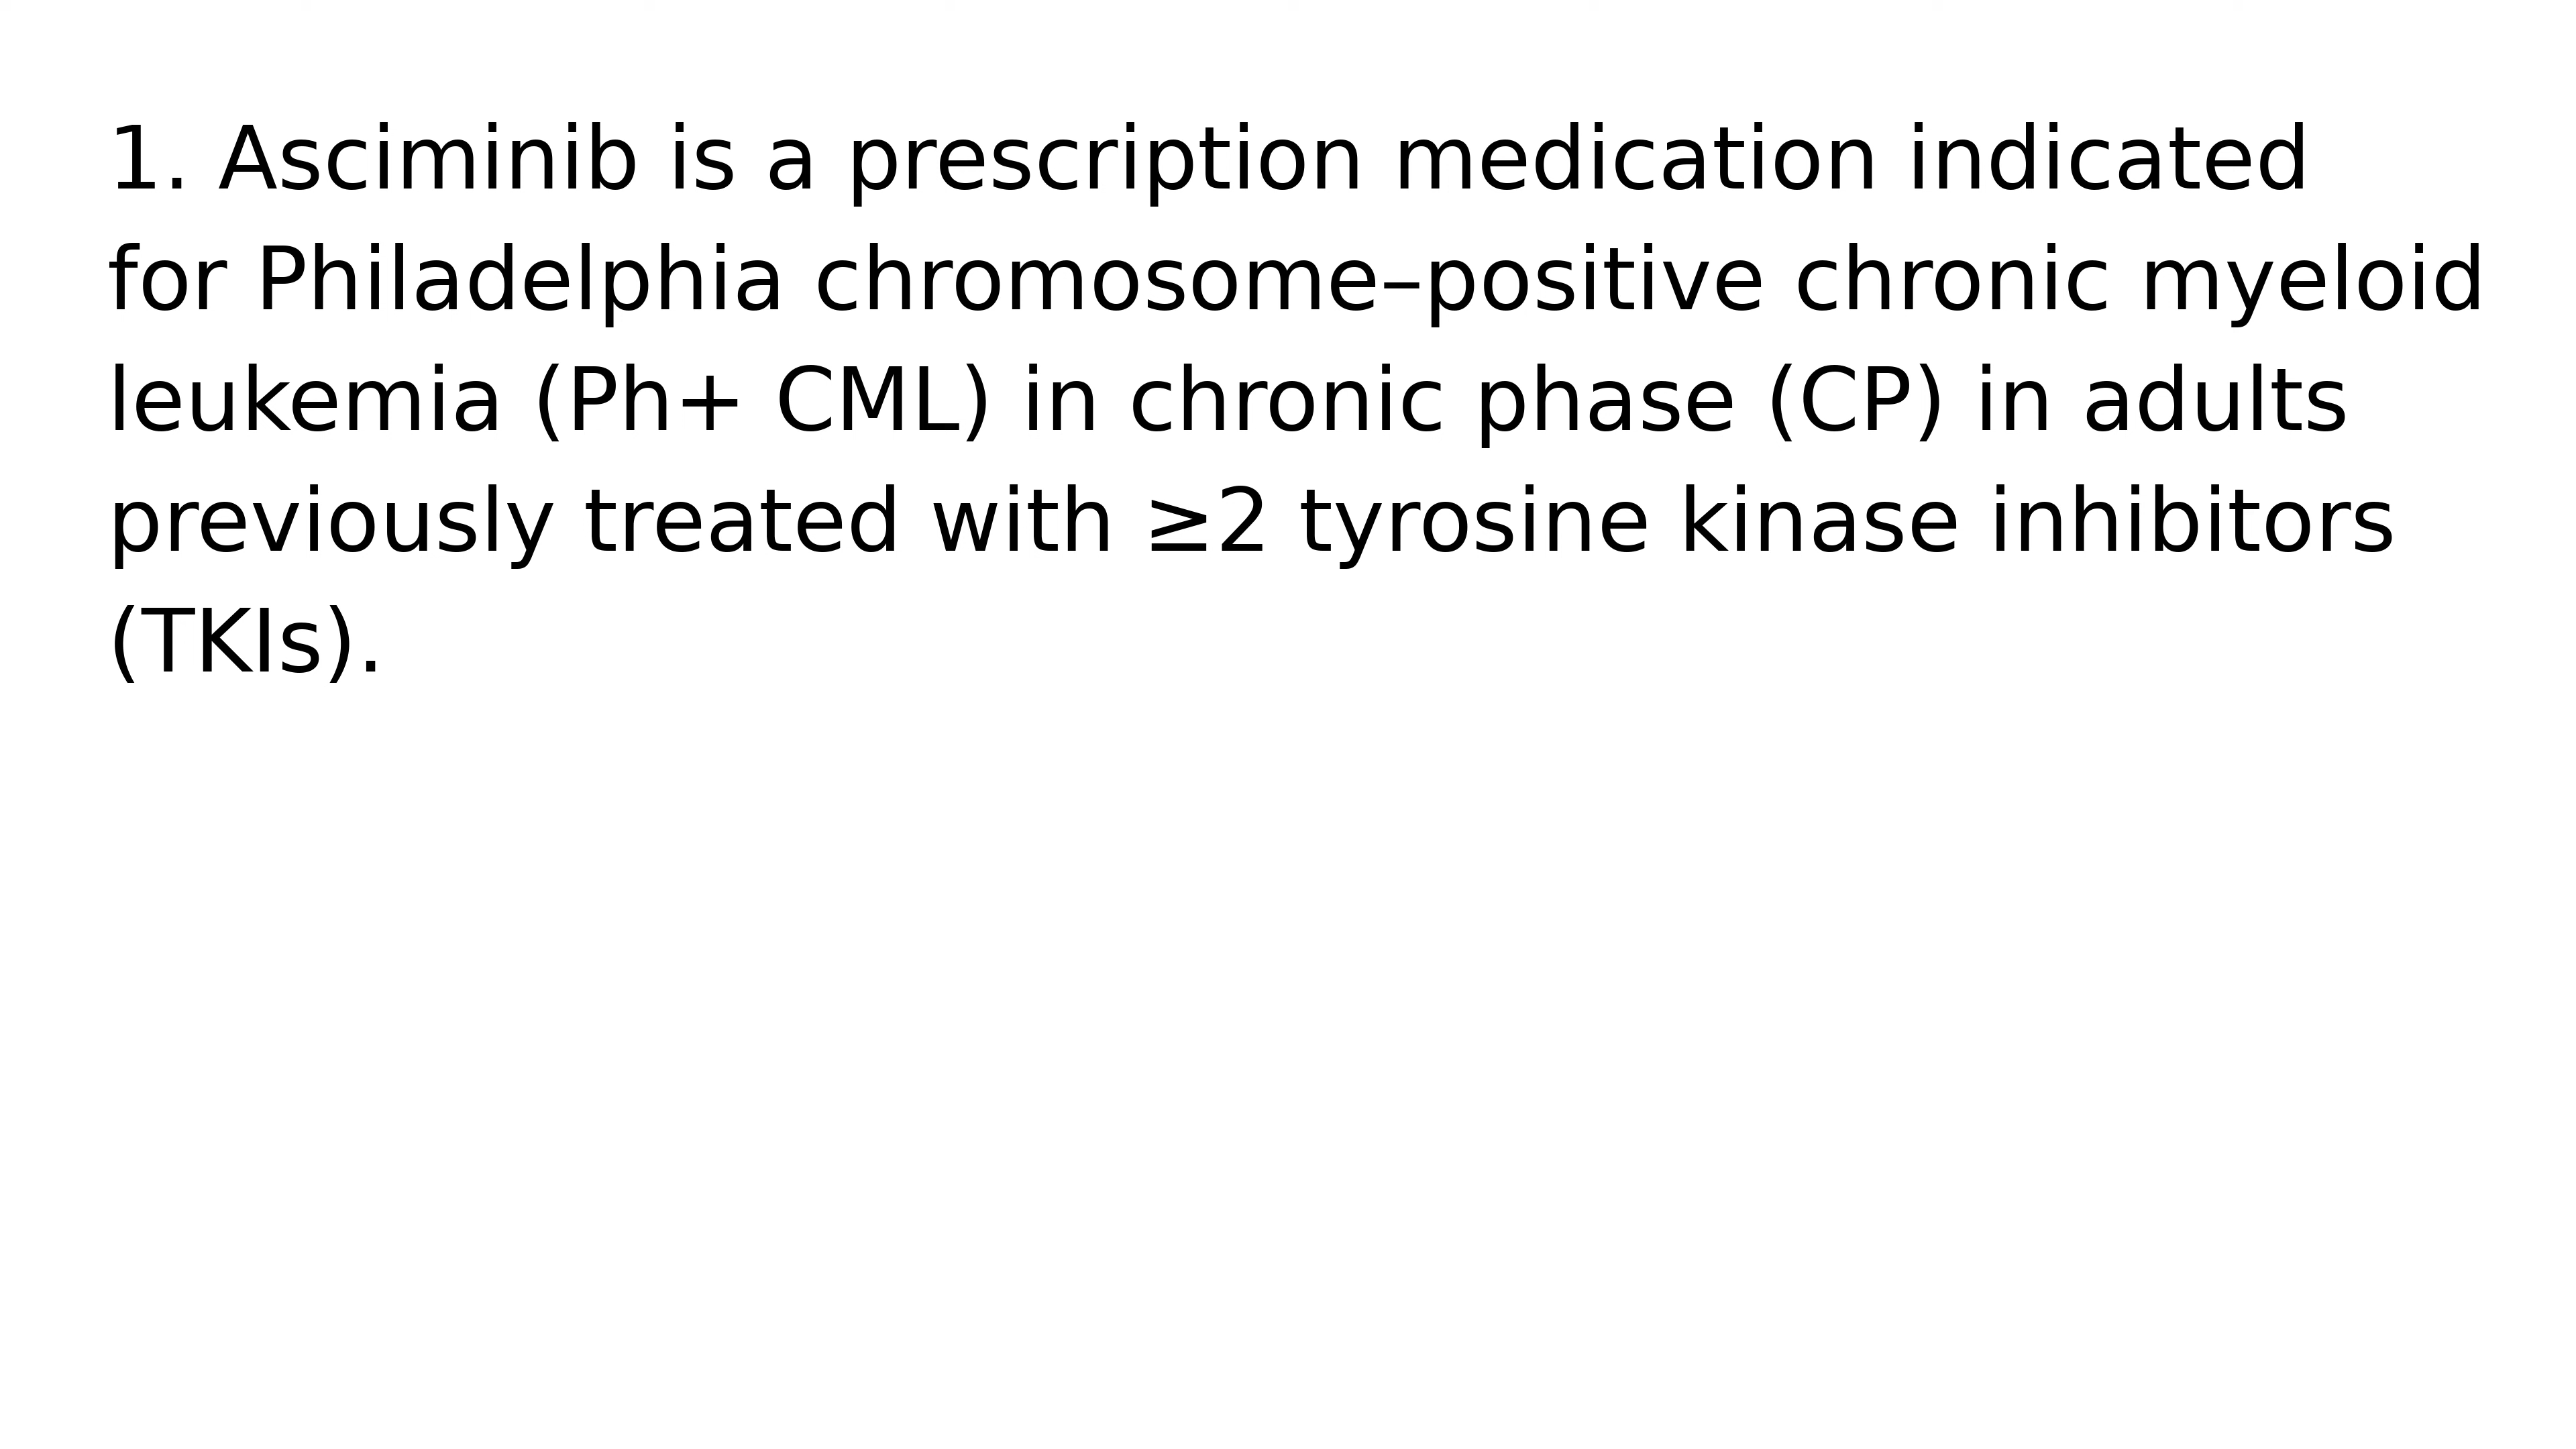 1. Asciminib is a prescription medication indicated
for Philadelphia chromosome–positive chronic myeloid
leukemia (Ph+ CML) in chronic phase (CP) in adults
previously treated with ≥2 tyrosine kinase inhibitors
(TKIs).